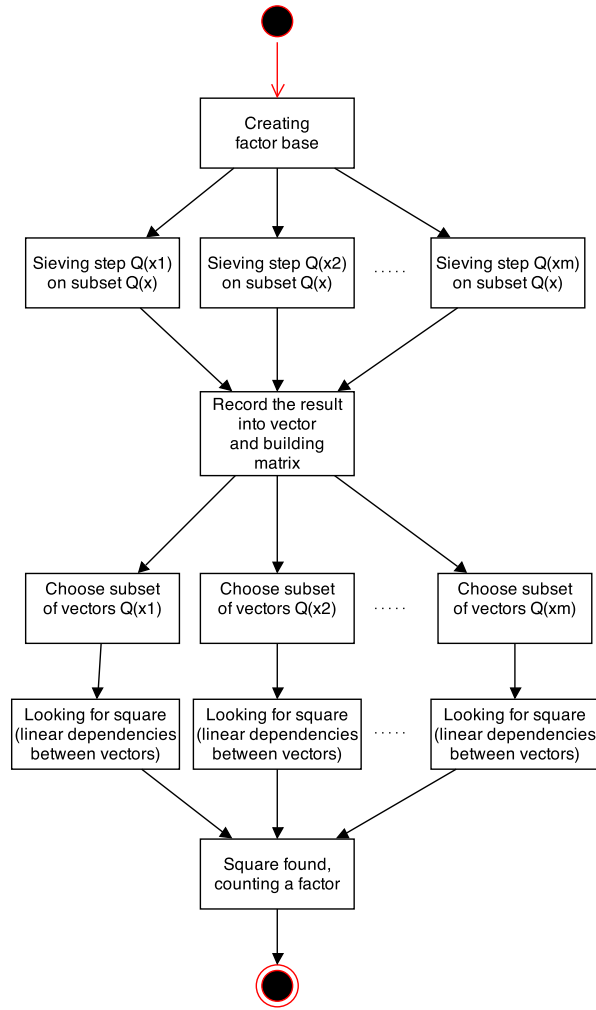 Creating
factor base
Sieving step Q(x1)
on subset Q(x)
Sieving step Q(x2)
on subset Q(x)
. . . . .
Sieving step Q(xm)
on subset Q(x)
Record the result
into vector
and building
matrix
Choose subset
of vectors Q(x1)
Choose subset
of vectors Q(x2)
. . . . .
Choose subset
of vectors Q(xm)
Looking for square
(linear dependencies
between vectors)
Looking for square
(linear dependencies
between vectors)
. . . . .
Looking for square
(linear dependencies
between vectors)
Square found,
counting a factor